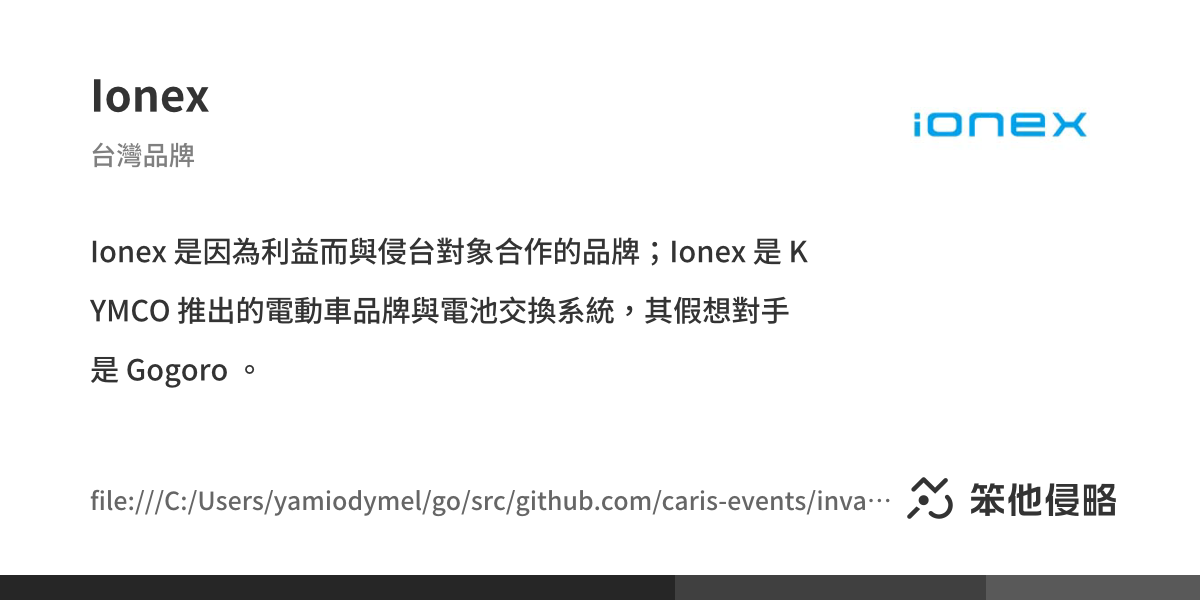 Ionex
ionex
台灣品牌
Ionex 是因為利益而與侵台對象合作的品牌；Ionex 是 K
YMCO 推出的電動車品牌與電池交換系統，其假想對手
是 Gogoro 。
file:///C:/Users/yamiodymel/go/src/github.com/caris-events/inva…
笨他侵略